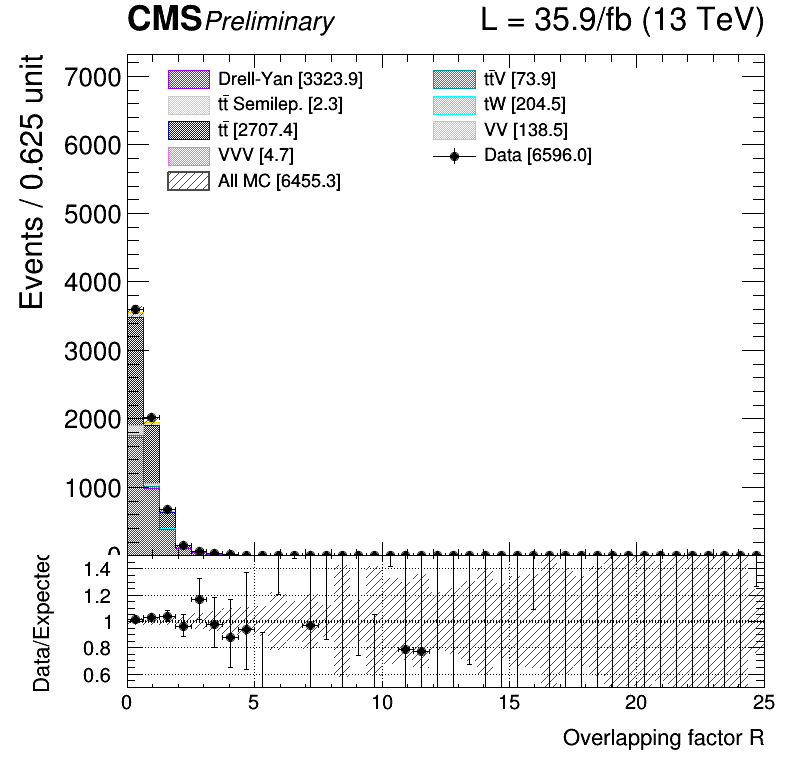 CMS Preliminary L = 35.9/fb (13 TeV)
Events / 0.625 unit
7000
6000
5000
4000
3000
2000
1000
0
Drell-Yan [3323.9]
tt̄ Semilep. [2.3]
tt̄ [2707.4]
VVV [4.7]
All MC [6455.3]
tt̄V [73.9]
tW [204.5]
VV [138.5]
Data [6596.0]
Data/Expected
1.4
1.2
1
0.8
0.6
0 5 10 15 20 25
Overlapping factor R